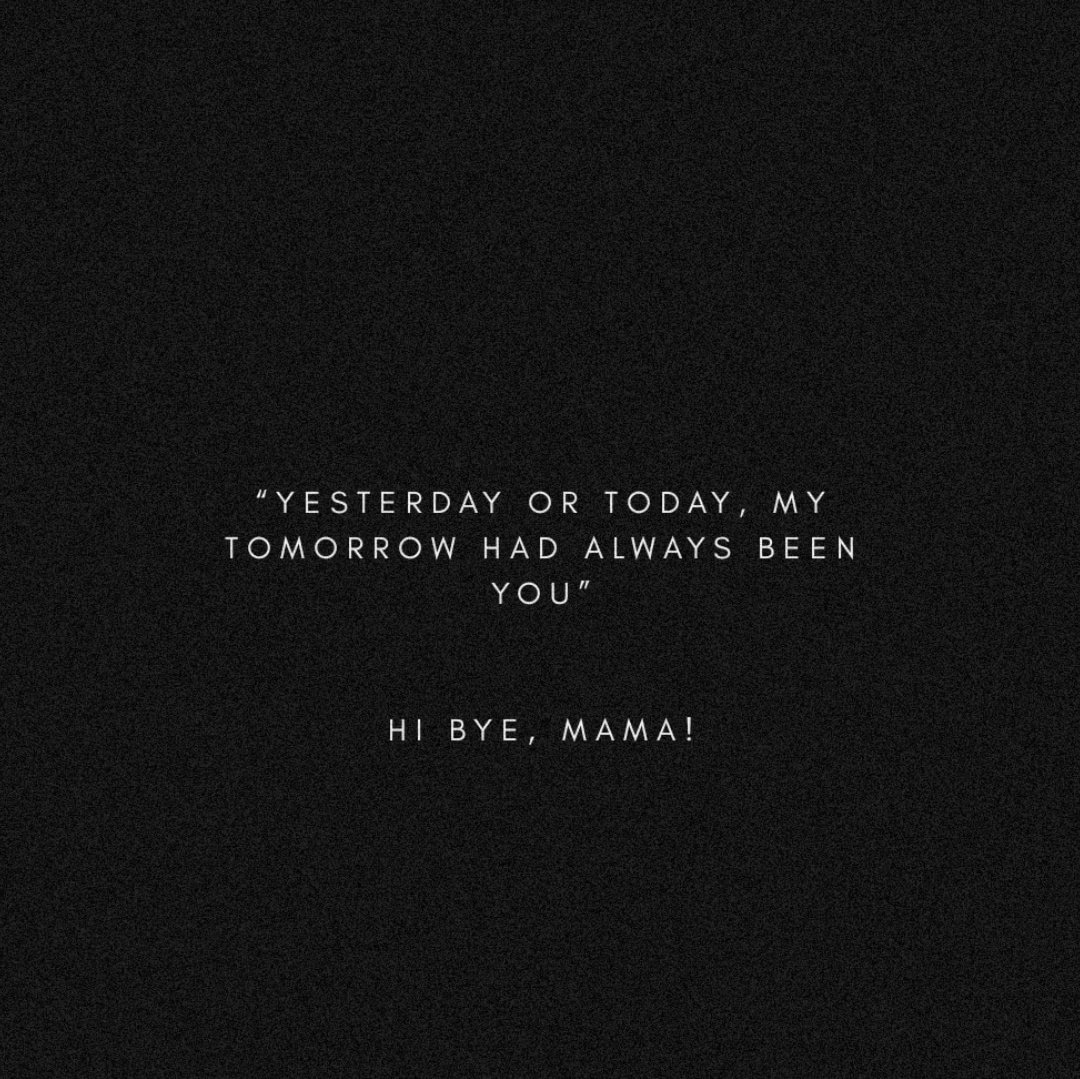 “YESTERDAY OR TODAY, MY
TOMORROW HAD ALWAYS BEEN
YOU”
HI BYE, MAMA!